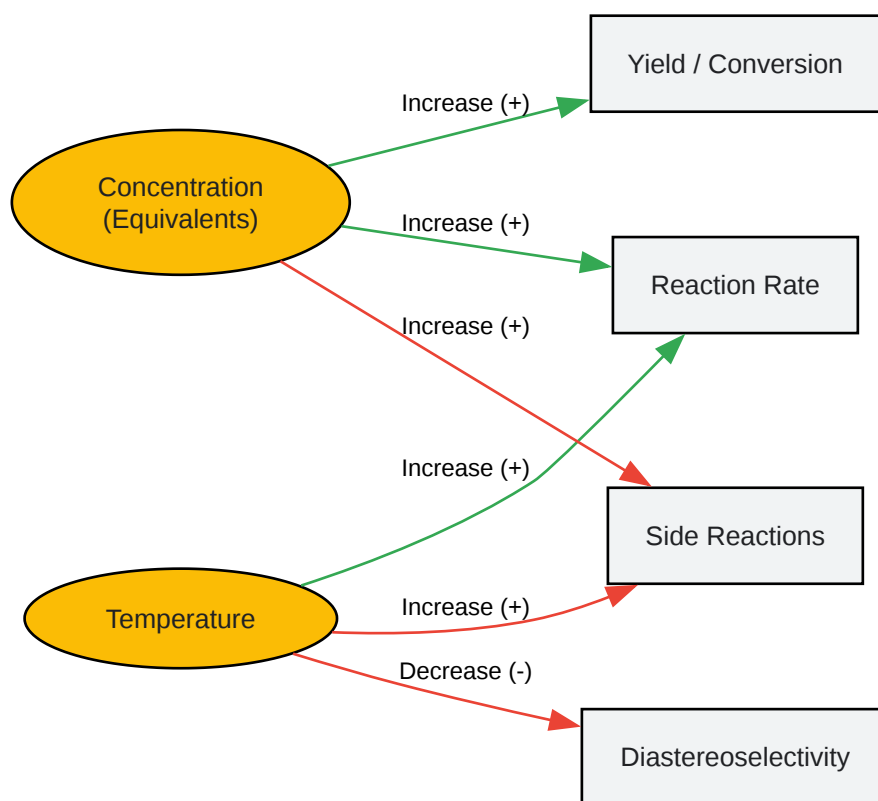 Yield / Conversion
Increase (+)
Concentration
(Equivalents)
Increase (+)
Reaction Rate
Increase (+)
Increase (+)
Side Reactions
Increase (+)
Temperature
Decrease (-)
Diastereoselectivity